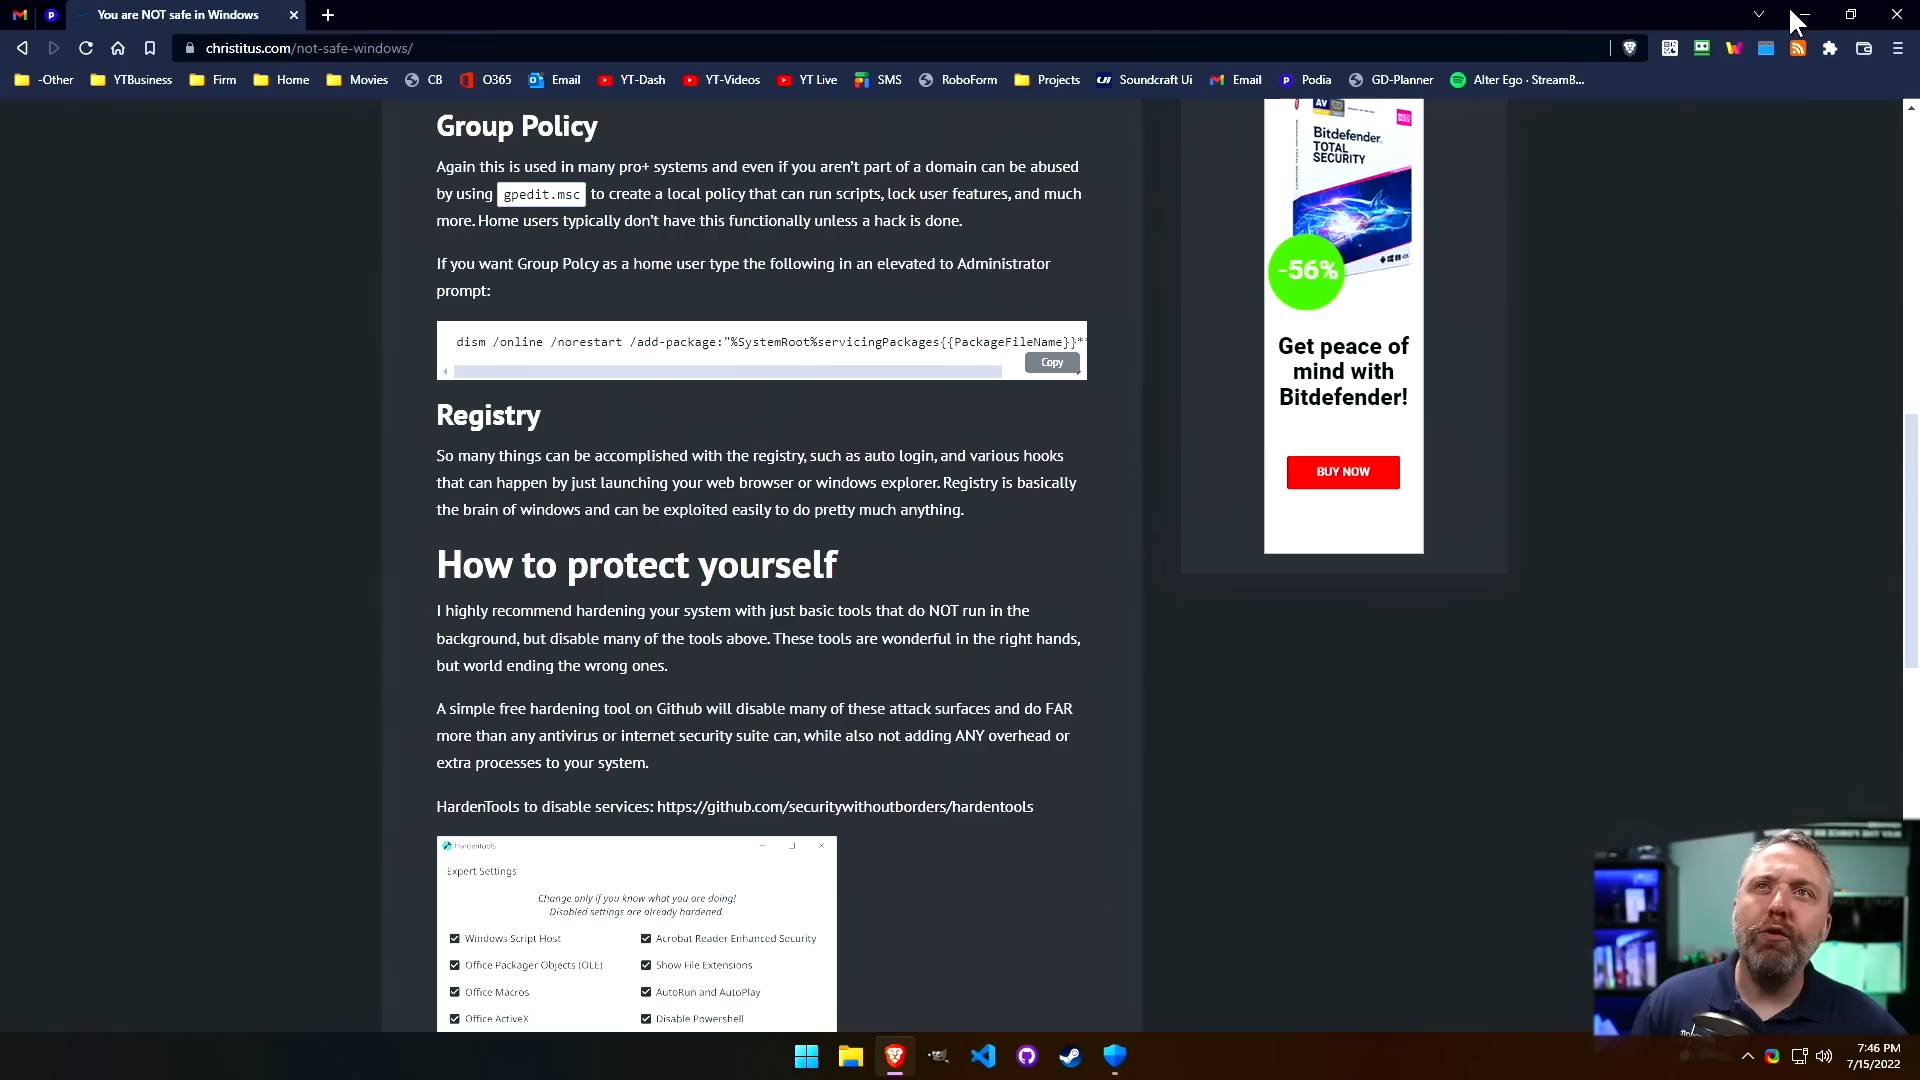 You are NOT safe in Windows
christitus.com/not-safe-windows/
-Other
YTBusiness
Firm
Home
Movies
CB
O365
Email
YT-Dash
YT-Videos
YT Live
SMS
RoboForm
Projects
Soundcraft Ui
Email
Podia
GD-Planner
Alter Ego · StreamB...
Group Policy
Again this is used in many pro+ systems and even if you aren't part of a domain can be abused
by using gpedit.msc to create a local policy that can run scripts, lock user features, and much
more. Home users typically don't have this functionally unless a hack is done.
If you want Group Polcy as a home user type the following in an elevated to Administrator
prompt:
dism /online /norestart /add-package:"%SystemRoot%servicingPackages{{PackageFileName}}"
Copy
Registry
So many things can be accomplished with the registry, such as auto login, and various hooks
that can happen by just launching your web browser or windows explorer. Registry is basically
the brain of windows and can be exploited easily to do pretty much anything.
How to protect yourself
I highly recommend hardening your system with just basic tools that do NOT run in the
background, but disable many of the tools above. These tools are wonderful in the right hands,
but world ending the wrong ones.
A simple free hardening tool on Github will disable many of these attack surfaces and do FAR
more than any antivirus or internet security suite can, while also not adding ANY overhead or
extra processes to your system.
HardenTools to disable services: https://github.com/securitywithoutborders/hardentools
Hardentools
Expert Settings
Change only if you know what you are doing!
Disabled settings are already hardened.
Windows Script Host
Acrobat Reader Enhanced Security
Office Packager Objects (OLE)
Show File Extensions
Office Macros
AutoRun and AutoPlay
Office ActiveX
Disable Powershell
AV
Bitdefender
TOTAL
SECURITY
-56%
Get peace of
mind with
Bitdefender!
BUY NOW
7:46 PM
7/15/2022